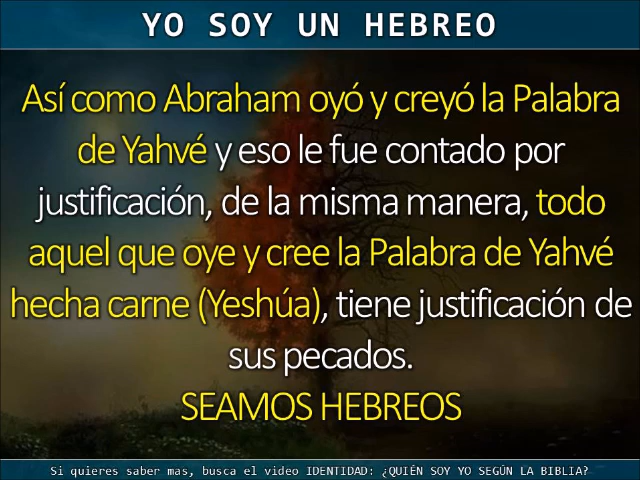 YO SOY UN HEBREO
Así como Abraham oyó y creyó la Palabra
de Yahvé y eso le fue contado por
justificación, de la misma manera, todo
aquel que oye y cree la Palabra de Yahvé
hecha carne (Yeshúa), tiene justificación de
sus pecados.
SEAMOS HEBREOS
Si quieres saber mas, busca el video IDENTIDAD: ¿QUIÉN SOY YO SEGÚN LA BIBLIA?